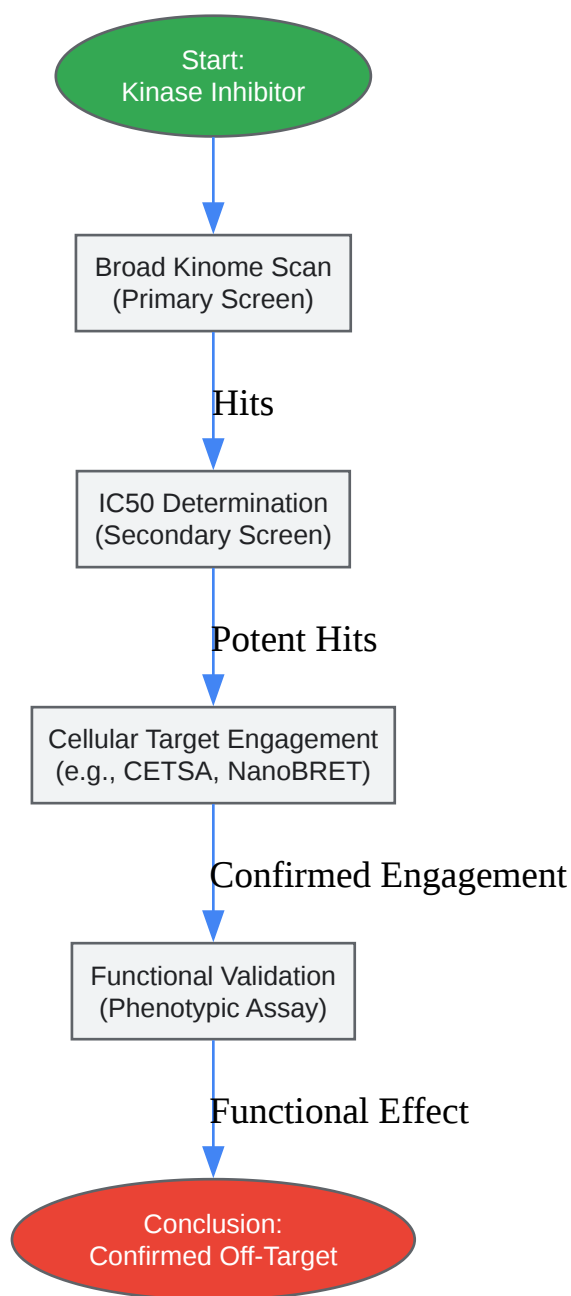 Start:
Kinase Inhibitor
Broad Kinome Scan
(Primary Screen)
Hits
IC50 Determination
(Secondary Screen)
Potent Hits
Cellular Target Engagement
(e.g., CETSA, NanoBRET)
Confirmed Engagement
Functional Validation
(Phenotypic Assay)
Functional Effect
Conclusion:
Confirmed Off-Target